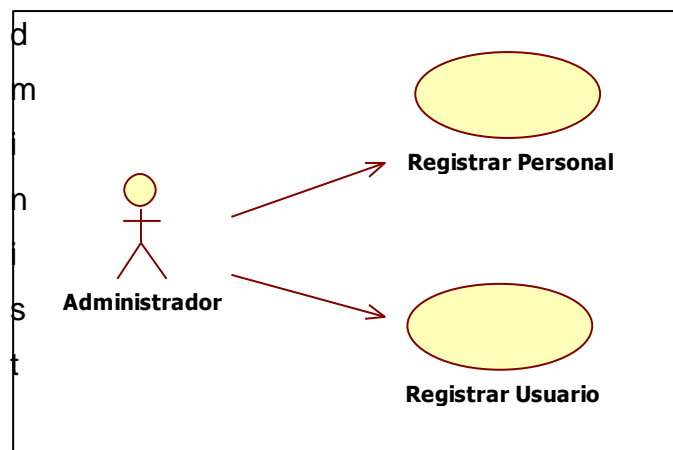 d
m
i
n
i
s
t
Registrar Personal
Administrador
Registrar Usuario